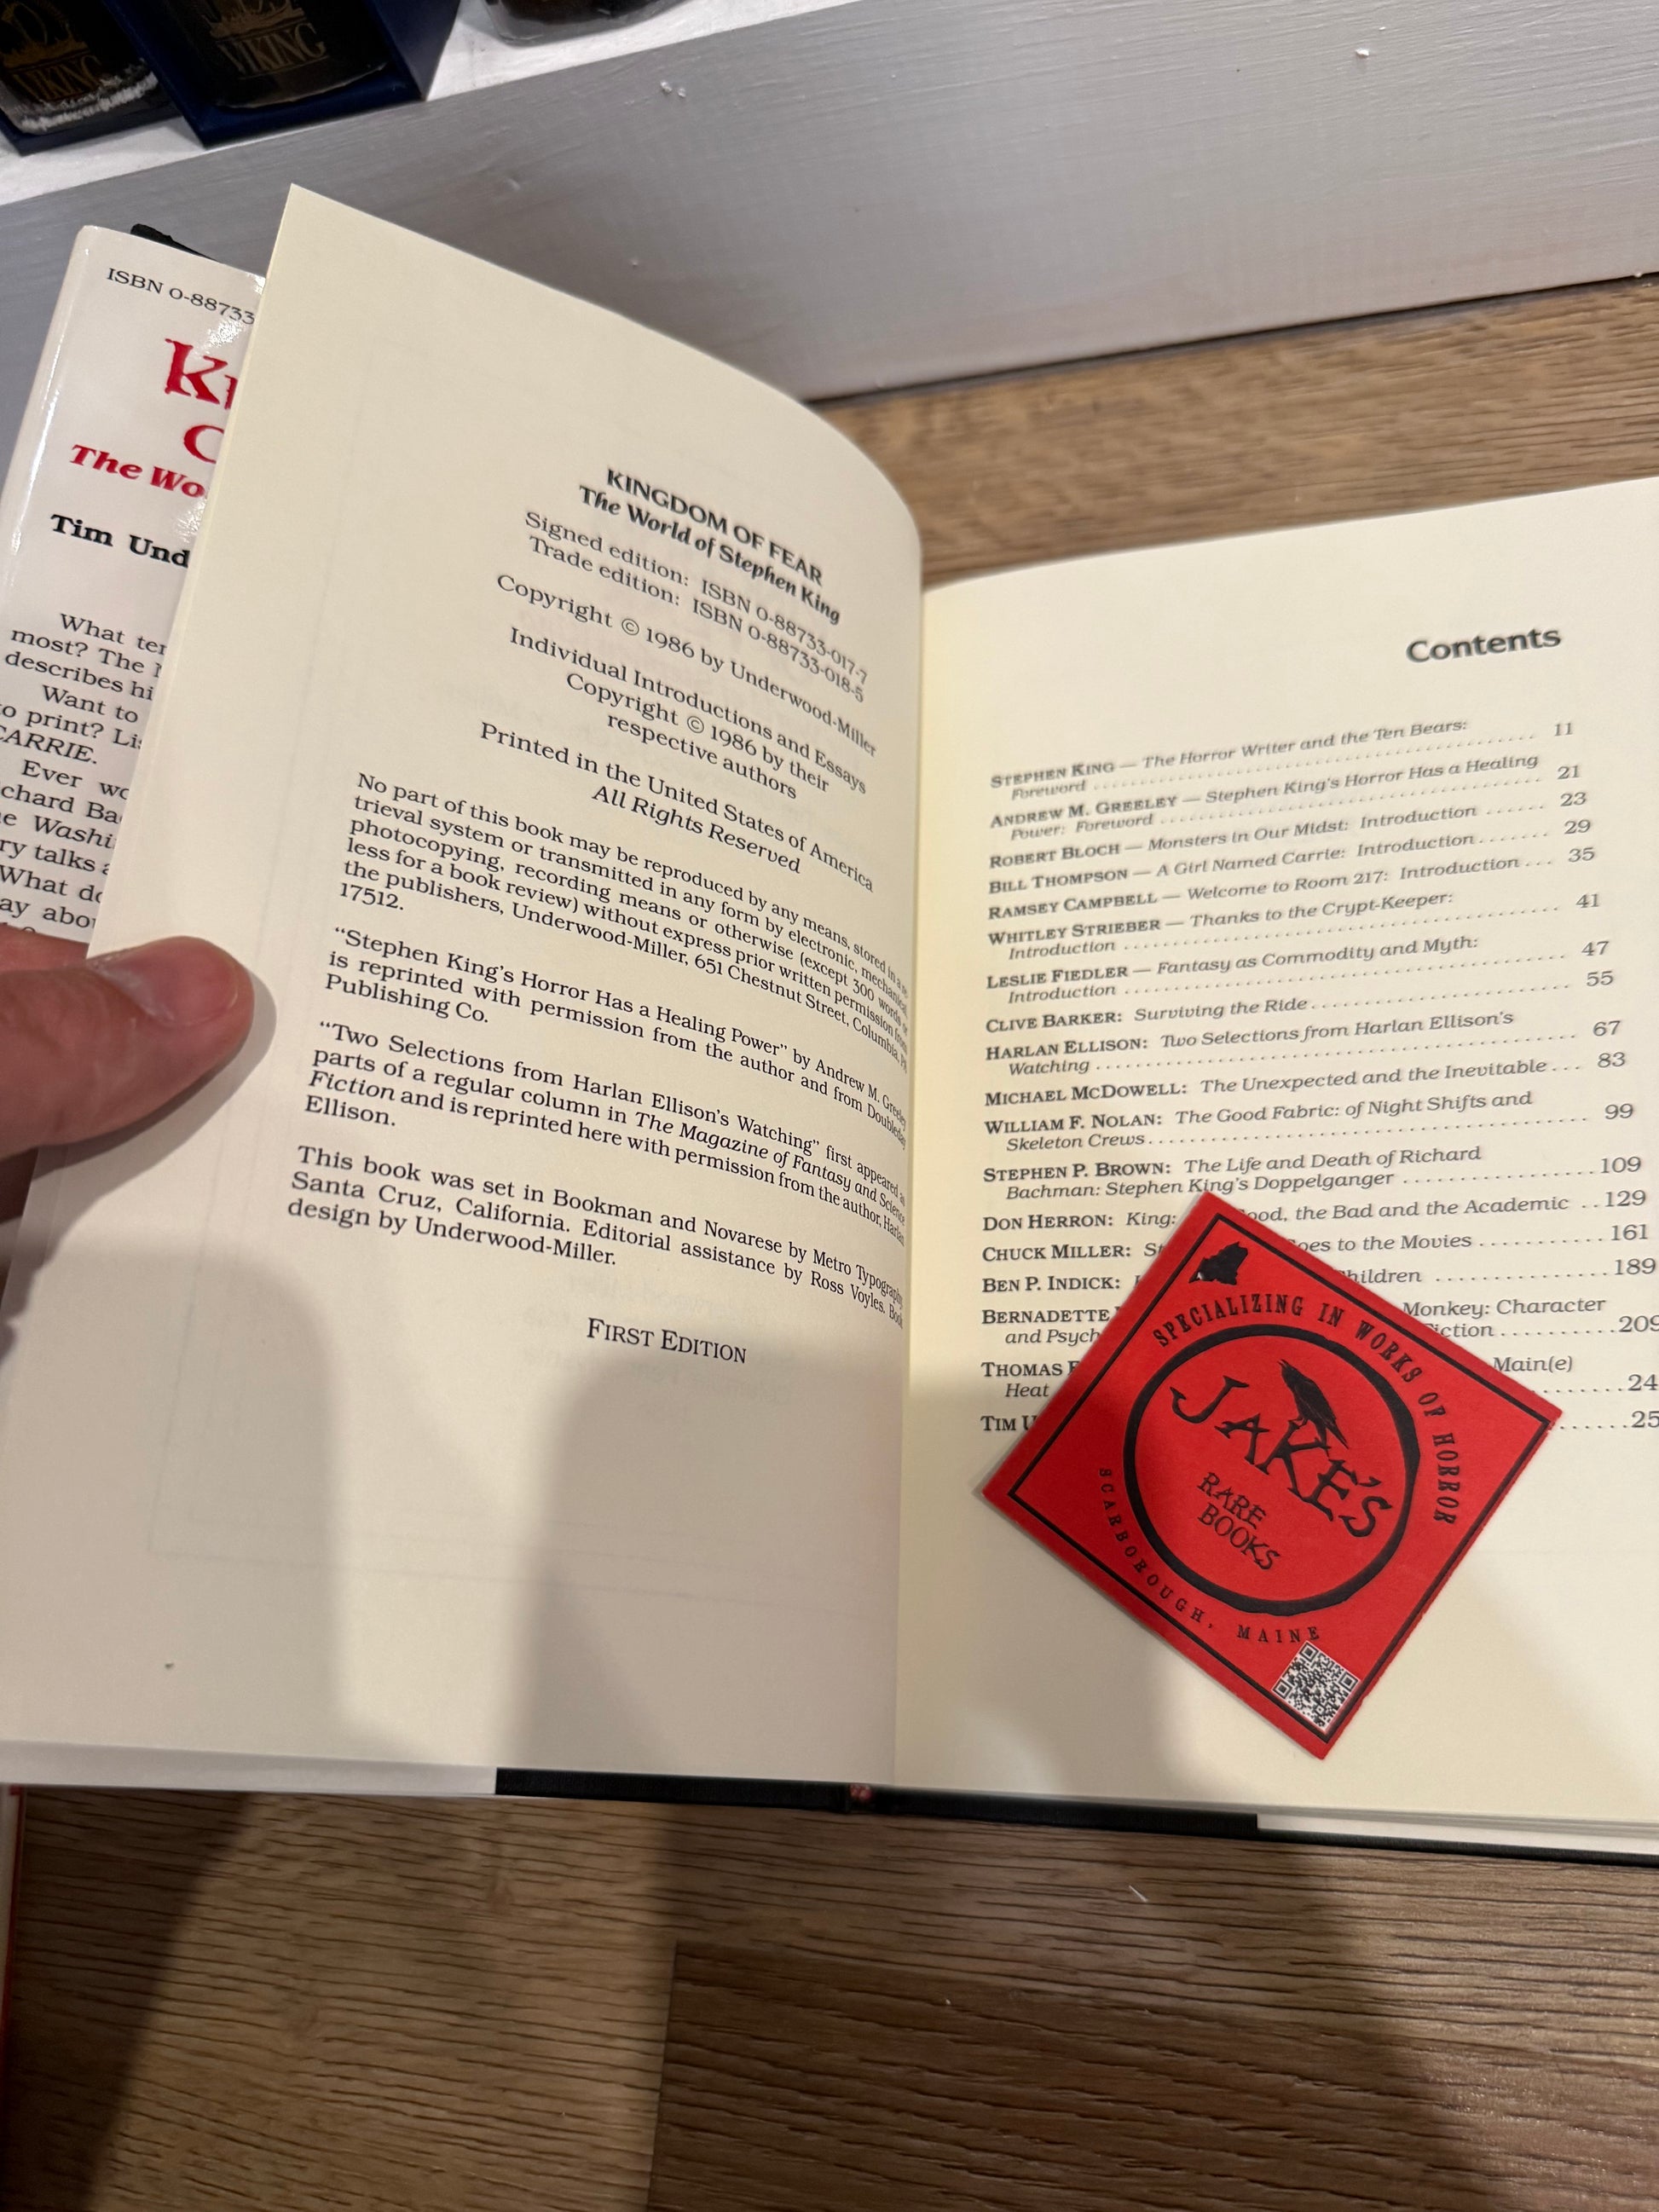 VIKING
VIKING
ISBN 0-88733
The Wo
Tim Und
What
most? The
describes hi
Want to
to print?
CARRIE.
Ever
KINGDOM OF FEAR
The World of Stephen King
Signed edition: ISBN 0-88733-017-7
Trade edition: ISBN 0-88733-018-5
Copyright © 1986 by Underwood-Miller
Individual Introductions and Essays
Copyright © 1986 by their
respective authors
Printed in the United States of America
All Rights Reserved
No part of this book may be reproduced by any means, stored in a re
trieval system or transmitted in any form by electronic, mechanical
photocopying, recording means or otherwise (except 300 words or
less for a book review) without express prior written permission from
the publishers, Underwood-Miller, 651 Chestnut Street, Columbia, PA
17512.
“Stephen King’s Horror Has a Healing Power” by Andrew M. Greeley
is reprinted with permission from the author and from Doubleday
Publishing Co.
“Two Selections from Harlan Ellison’s Watching” first appeared as
parts of a regular column in The Magazine of Fantasy and Science
Fiction and is reprinted here with permission from the author, Harlan
Ellison.
This book was set in Bookman and Novarese by Metro Typography
Santa Cruz, California. Editorial assistance by Ross Voyles. Book
design by Underwood-Miller.
FIRST EDITION
Contents
STEPHEN KING — The Horror Writer and the Ten Bears:
Foreword . . . . . . . . . . 11
ANDREW M. GREELEY — Stephen King’s Horror Has a Healing
Power: Foreword . . . . . . . . . . 21
ROBERT BLOCH — Monsters in Our Midst: Introduction . . . . . . 23
BILL THOMPSON — A Girl Named Carrie: Introduction . . . . . . . 29
RAMSEY CAMPBELL — Welcome to Room 217: Introduction . . . 35
WHITLEY STRIEBER — Thanks to the Crypt-Keeper:
Introduction . . . . . . . . . . 41
LESLIE FIEDLER — Fantasy as Commodity and Myth:
Introduction . . . . . . . . . . 47
CLIVE BARKER: Surviving the Ride . . . . . . . . . . 55
HARLAN ELLISON: Two Selections from Harlan Ellison’s
Watching . . . . . . . . . . 67
MICHAEL MCDOWELL: The Unexpected and the Inevitable . . . 83
WILLIAM F. NOLAN: The Good Fabric: of Night Shifts and
Skeleton Crews . . . . . . . . . . 99
STEPHEN P. BROWN: The Life and Death of Richard
Bachman: Stephen King’s Doppelganger . . . . . . . . . . 109
DON HERRON: King: ood, the Bad and the Academic . . 129
CHUCK MILLER: St oes to the Movies . . . . . . . . . . 161
BEN P. INDICK: hildren . . . . . . . . . . 189
BERNADETTE Monkey: Character
and Psych iction . . . . . . . . . . 209
THOMAS Main(e)
Heat . . . . . . 24
TIM U . . . . . . 25
SPECIALIZING IN WORKS OF HORROR
JAKE'S
RARE
BOOKS
SCARBOROUGH, MAINE